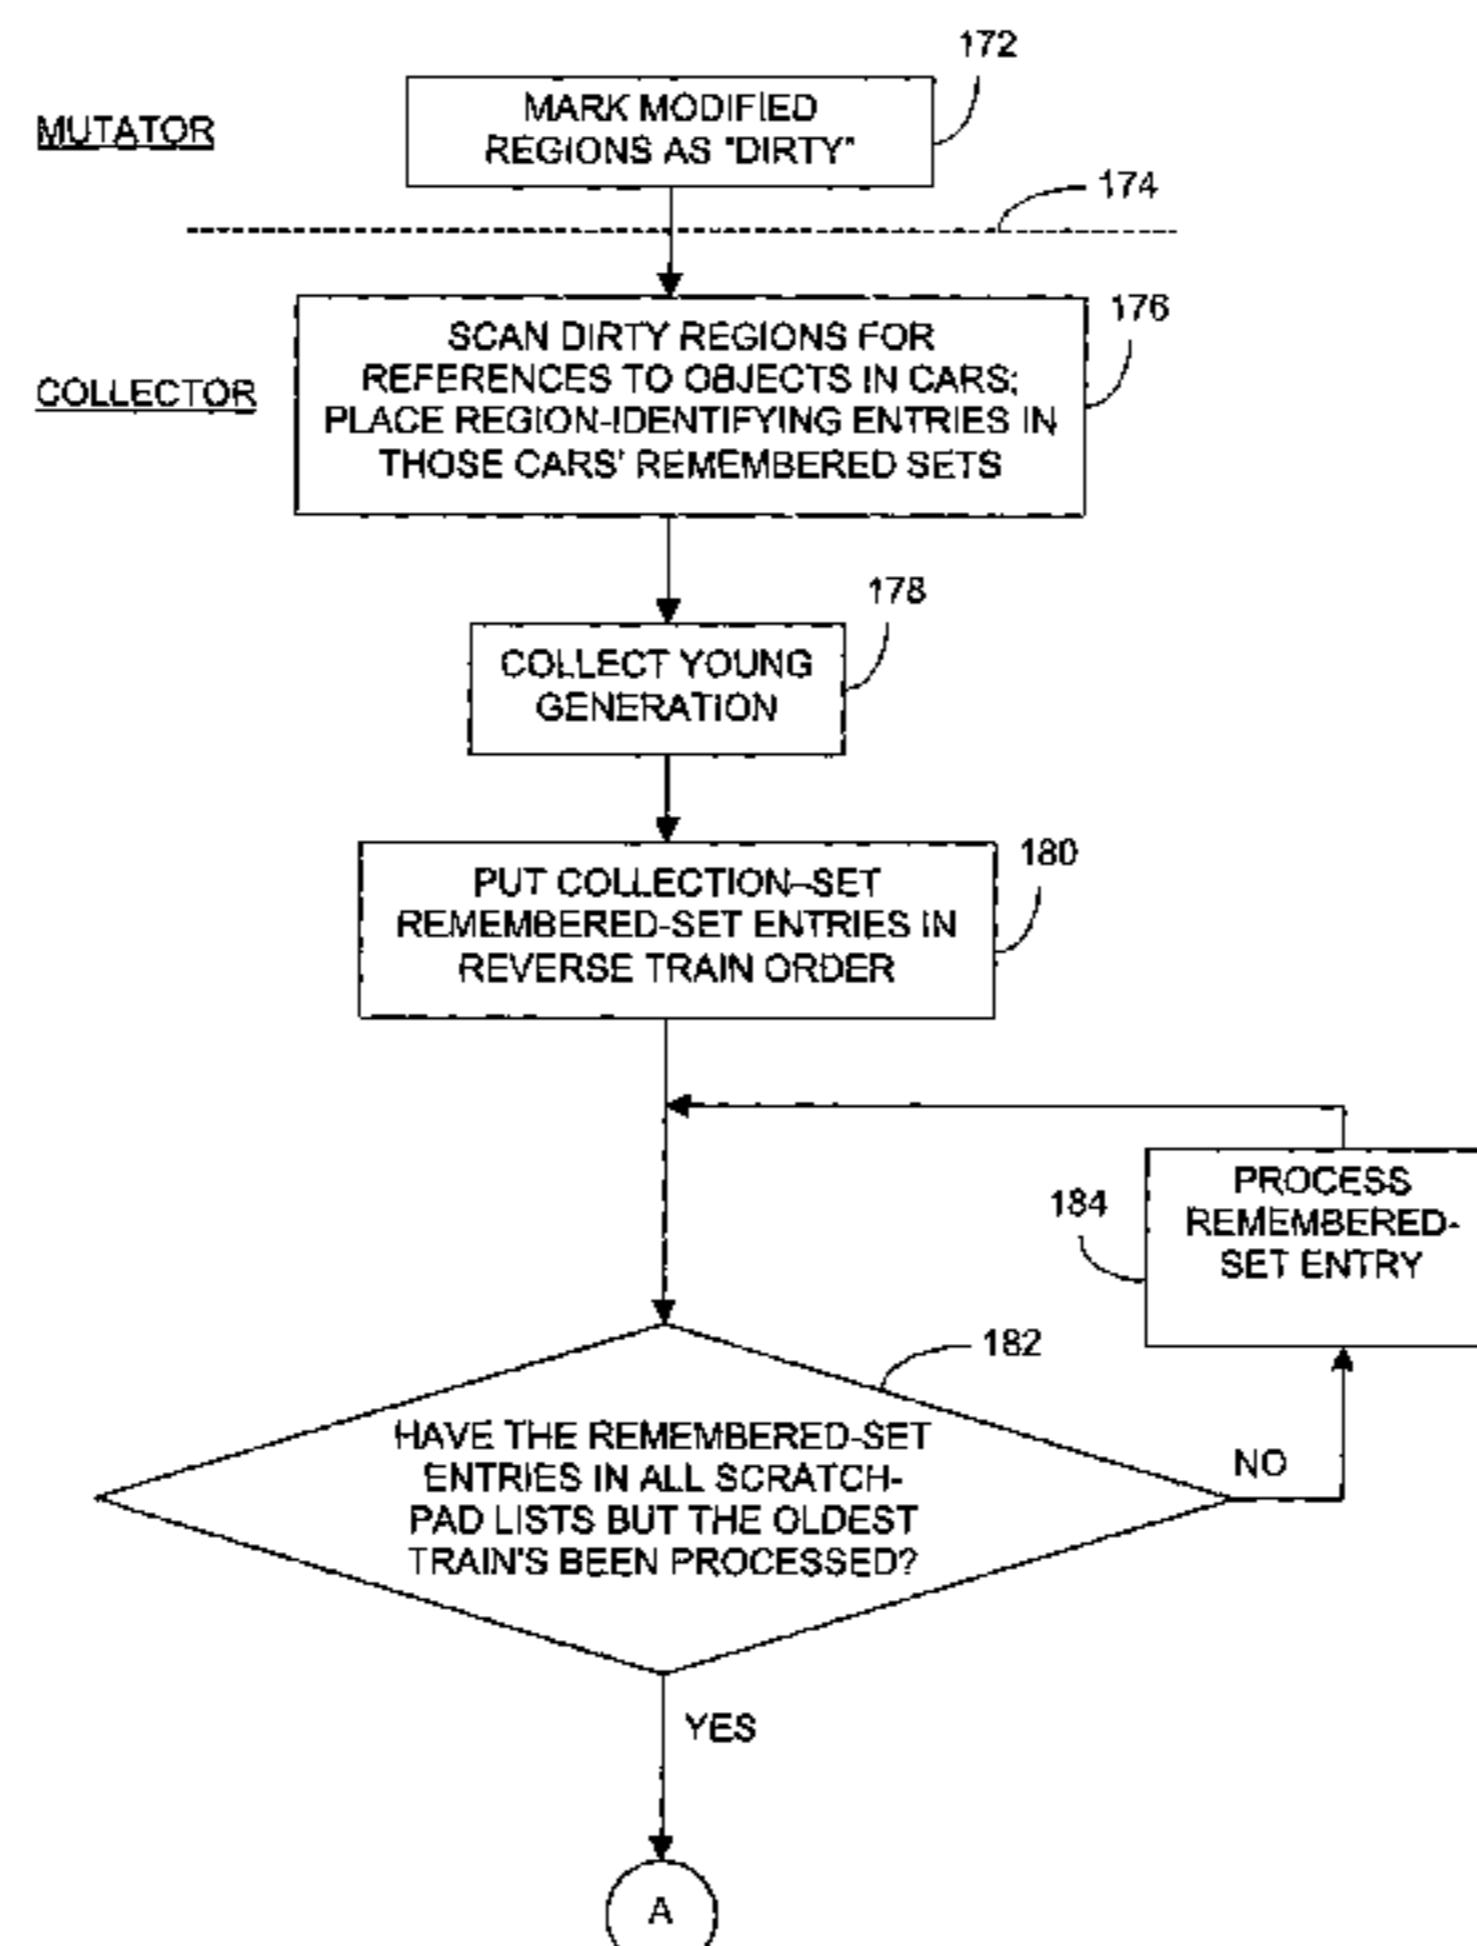 172
MUTATOR
MARK MODIFIED
REGIONS AS "DIRTY"
174
176
COLLECTOR
SCAN DIRTY REGIONS FOR
REFERENCES TO OBJECTS IN CARS;
PLACE REGION-IDENTIFYING ENTRIES IN
THOSE CARS' REMEMBERED SETS
178
COLLECT YOUNG
GENERATION
180
PUT COLLECTION–SET
REMEMBERED-SET ENTRIES IN
REVERSE TRAIN ORDER
184
PROCESS
REMEMBERED-
SET ENTRY
182
HAVE THE REMEMBERED-SET
ENTRIES IN ALL SCRATCH-
PAD LISTS BUT THE OLDEST
TRAIN'S BEEN PROCESSED?
NO
YES
A